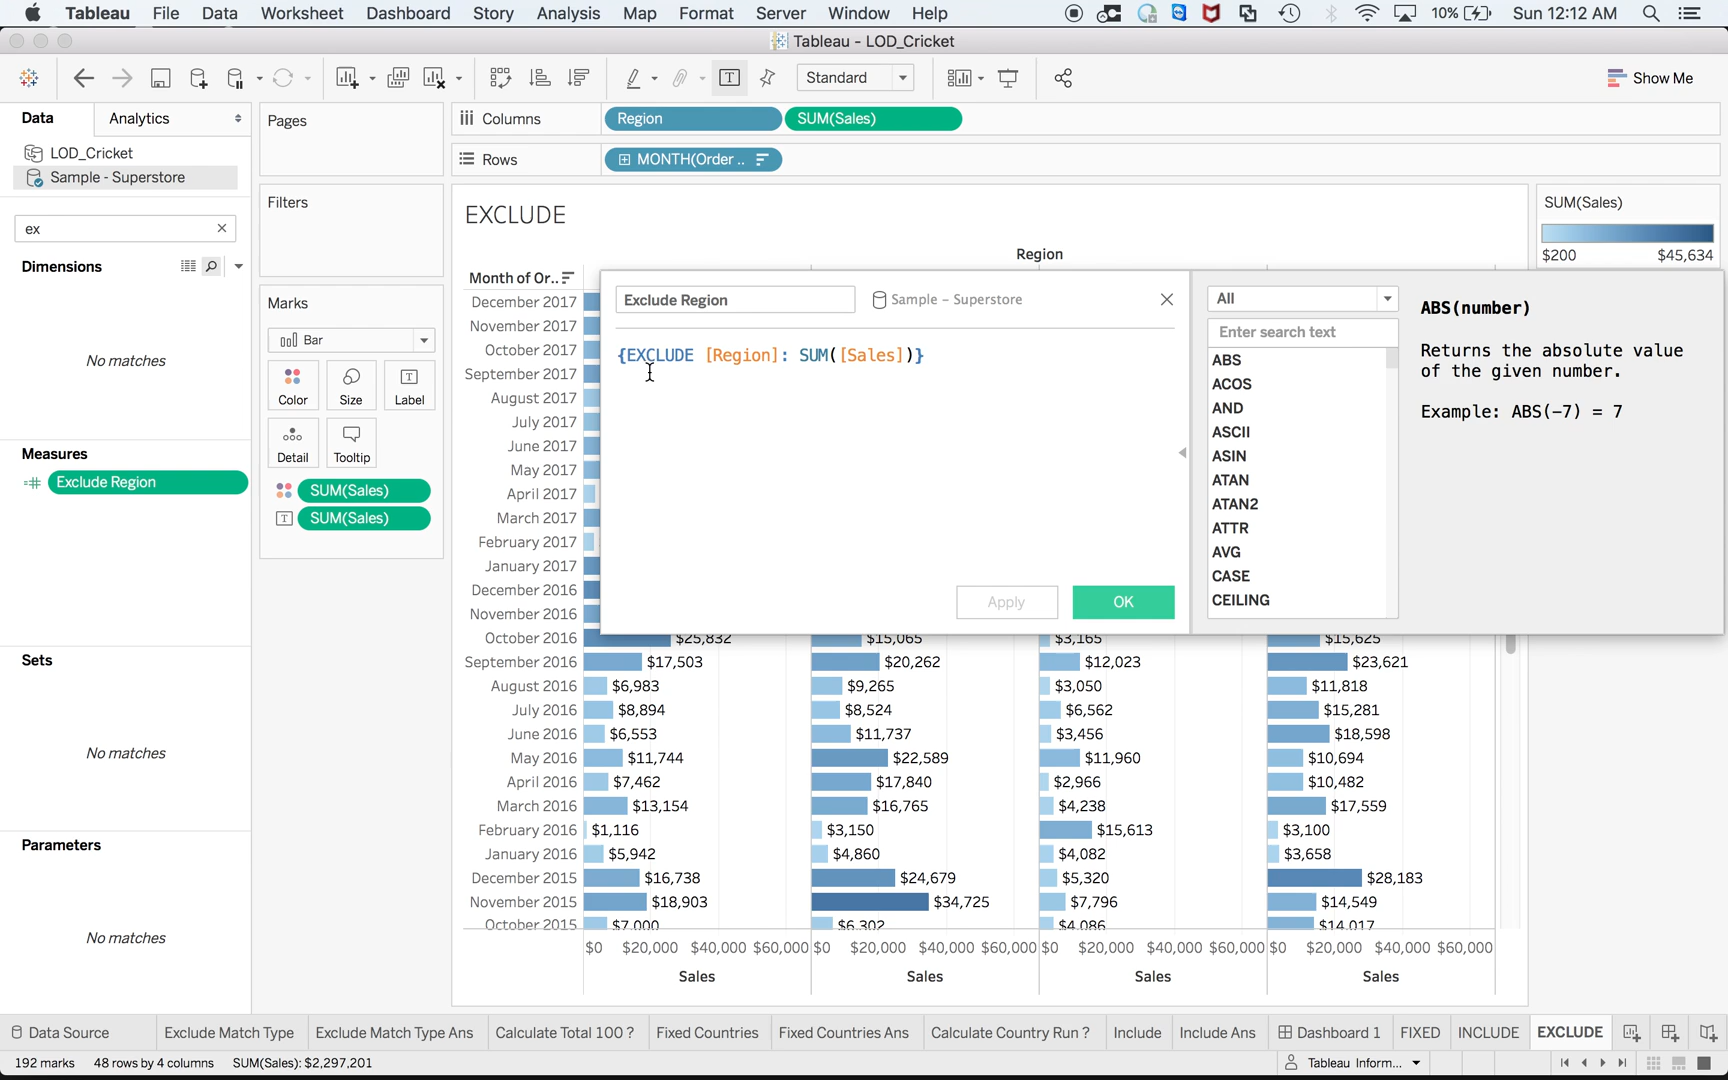 Tableau File Data Worksheet Dashboard Story Analysis Map Format Server Window Help 10% Sun 12:12 AM
Tableau - LOD_Cricket
Standard Show Me
Data Analytics
LOD_Cricket
Sample - Superstore
ex
Dimensions
No matches
Measures
Exclude Region
Sets
No matches
Parameters
No matches
Pages
Filters
Marks
Bar
Color Size Label
Detail Tooltip
SUM(Sales)
SUM(Sales)
Columns Region SUM(Sales)
Rows MONTH(Order ..
EXCLUDE
Region
Month of Or..
December 2017
November 2017
October 2017
September 2017
August 2017
July 2017
June 2017
May 2017
April 2017
March 2017
February 2017
January 2017
December 2016
November 2016
October 2016 $25,832 $15,065 $3,165 $15,625
September 2016 $17,503 $20,262 $12,023 $23,621
August 2016 $6,983 $9,265 $3,050 $11,818
July 2016 $8,894 $8,524 $6,562 $15,281
June 2016 $6,553 $11,737 $3,456 $18,598
May 2016 $11,744 $22,589 $11,960 $10,694
April 2016 $7,462 $17,840 $2,966 $10,482
March 2016 $13,154 $16,765 $4,238 $17,559
February 2016 $1,116 $3,150 $15,613 $3,100
January 2016 $5,942 $4,860 $4,082 $3,658
December 2015 $16,738 $24,679 $5,320 $28,183
November 2015 $18,903 $34,725 $7,796 $14,549
October 2015 $7,000 $6,302 $4,086 $14,017
$0 $20,000 $40,000 $60,000 $0 $20,000 $40,000 $60,000 $0 $20,000 $40,000 $60,000 $0 $20,000 $40,000 $60,000
Sales Sales Sales Sales
Exclude Region Sample - Superstore
{EXCLUDE [Region]: SUM([Sales])}
Apply OK
All
Enter search text
ABS
ACOS
AND
ASCII
ASIN
ATAN
ATAN2
ATTR
AVG
CASE
CEILING
ABS(number)
Returns the absolute value
of the given number.
Example: ABS(-7) = 7
SUM(Sales)
$200 $45,634
Data Source Exclude Match Type Exclude Match Type Ans Calculate Total 100 ? Fixed Countries Fixed Countries Ans Calculate Country Run ? Include Include Ans Dashboard 1 FIXED INCLUDE EXCLUDE
192 marks 48 rows by 4 columns SUM(Sales): $2,297,201 Tableau Inform...